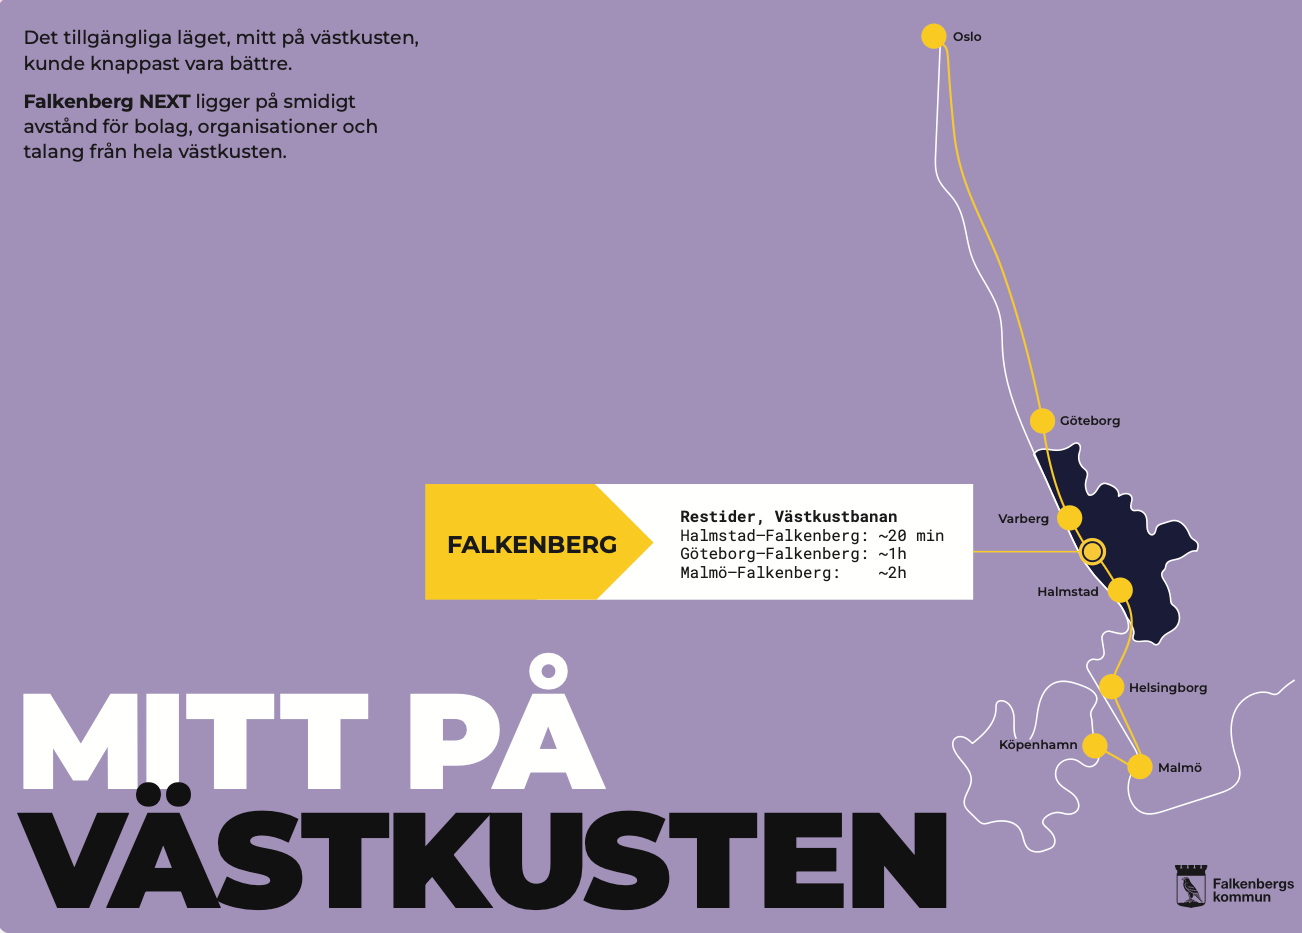 Det tillgängliga läget, mitt på västkusten,
kunde knappast vara bättre.
Falkenberg NEXT ligger på smidigt
avstånd för bolag, organisationer och
talang från hela västkusten.
Oslo
Göteborg
Varberg
Halmstad
Helsingborg
Köpenhamn
Malmö
FALKENBERG
Restider, Västkustbanan
Halmstad–Falkenberg: ~20 min
Göteborg–Falkenberg: ~1h
Malmö–Falkenberg: ~2h
MITT PÅ
VÄSTKUSTEN
Falkenbergs
kommun